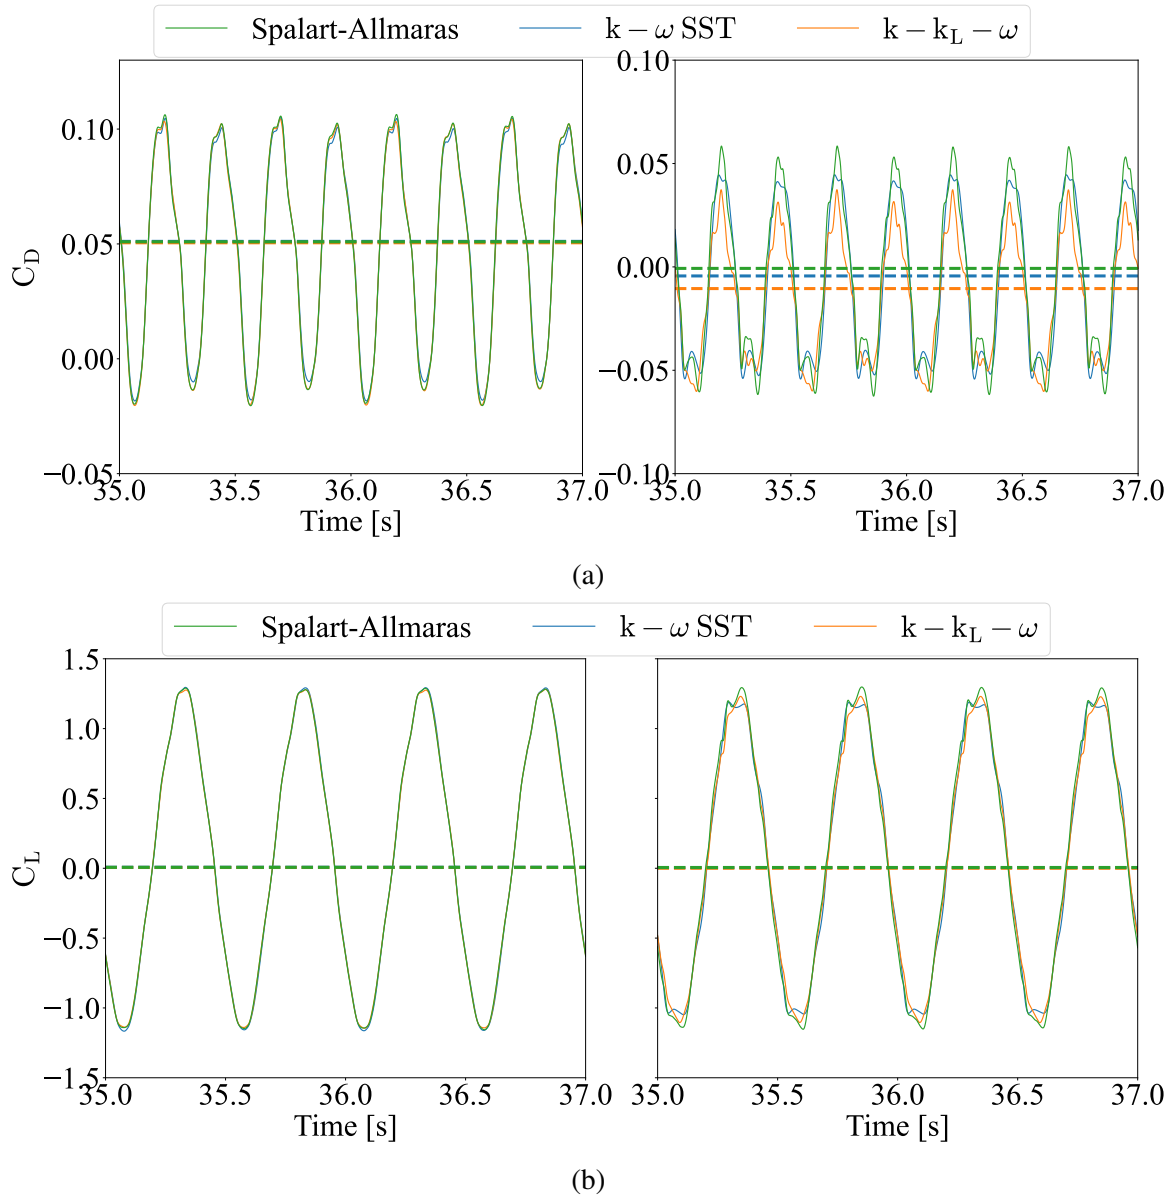 Spalart-Allmaras k − ω SST k − k_L − ω
0.10 0.05 0.00 −0.05
C_D
35.0 35.5 36.0 36.5 37.0
Time [s]
0.10 0.05 0.00 −0.05 −0.10
35.0 35.5 36.0 36.5 37.0
Time [s]
(a)
Spalart-Allmaras k − ω SST k − k_L − ω
1.5 1.0 0.5 0.0 −0.5 −1.0 −1.5
C_L
35.0 35.5 36.0 36.5 37.0
Time [s]
35.0 35.5 36.0 36.5 37.0
Time [s]
(b)